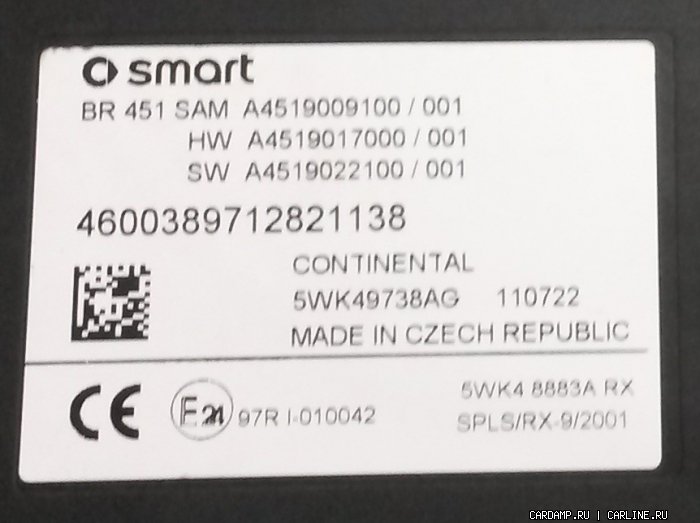 smart
BR 451 SAM A4519009100 / 001
HW A4519017000 / 001
SW A4519022100 / 001
4600389712821138
CONTINENTAL
5WK49738AG 110722
MADE IN CZECH REPUBLIC
CE E24 97R I-010042
5WK4 8883A RX
SPLS/RX-9/2001
CARDAMP.RU | CARLINE.RU